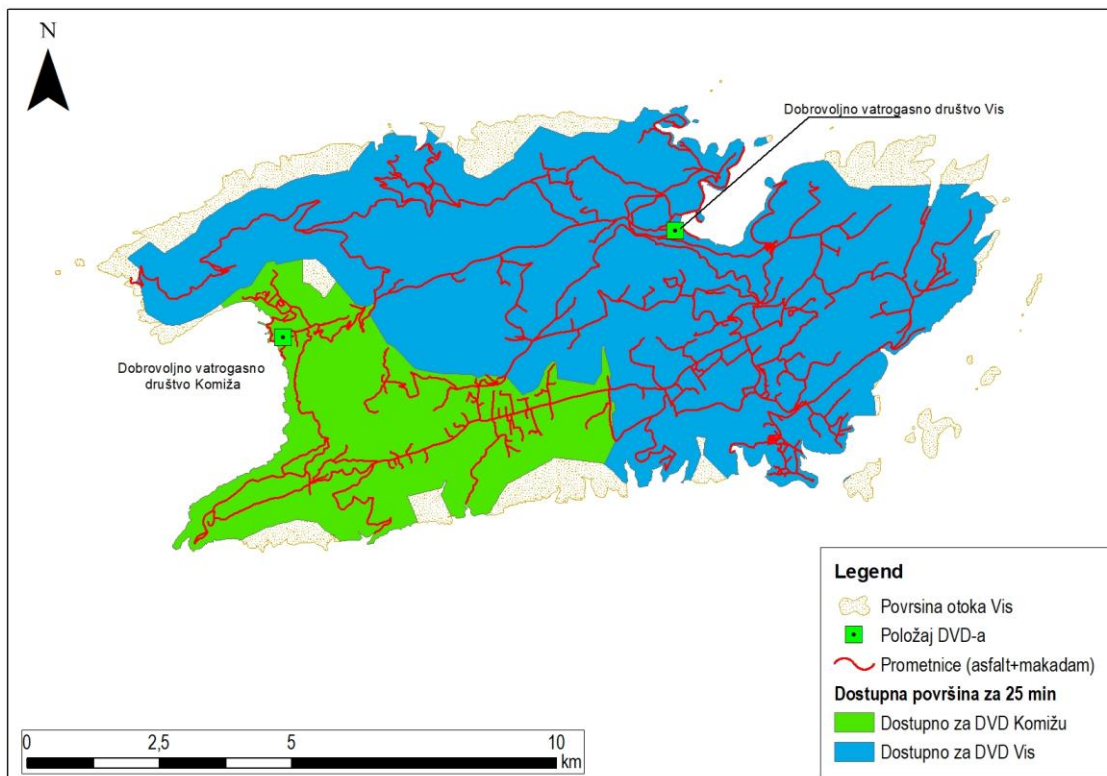 N
Dobrovoljno vatrogasno društvo Vis
Dobrovoljno vatrogasno
društvo Komiža
Legend
Povrsina otoka Vis
Položaj DVD-a
Prometnice (asfalt+makadam)
Dostupna površina za 25 min
Dostupno za DVD Komižu
Dostupno za DVD Vis
0 2,5 5 10
km